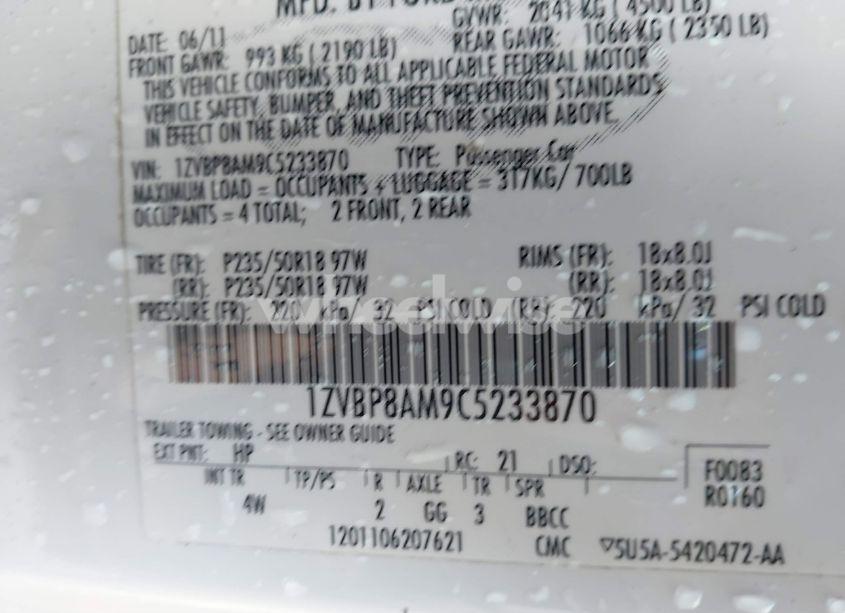 MFD. BY FORD
GVWR: 2041 KG ( 4500 LB)
DATE: 06/11
FRONT GAWR: 993 KG ( 2190 LB)
REAR GAWR: 1066 KG ( 2350 LB)
THIS VEHICLE CONFORMS TO ALL APPLICABLE FEDERAL MOTOR
VEHICLE SAFETY, BUMPER, AND THEFT PREVENTION STANDARDS
IN EFFECT ON THE DATE OF MANUFACTURE SHOWN ABOVE.
VIN: 1ZVBP8AM9C5233870 TYPE: Passenger Car
MAXIMUM LOAD = OCCUPANTS + LUGGAGE = 317KG/ 700LB
OCCUPANTS = 4 TOTAL; 2 FRONT, 2 REAR
TIRE (FR): P235/50R18 97W RIMS (FR): 18x8.0J
(RR): P235/50R18 97W (RR): 18x8.0J
PRESSURE (FR): 220 kPa/ 32 PSI COLD (RR): 220 kPa/ 32 PSI COLD
wheelwise
1ZVBP8AM9C5233870
TRAILER TOWING - SEE OWNER GUIDE
EXT PNT: HP RC: 21 DSO: F0083
INT TR TP/PS R AXLE TR SPR R0160
4W 2 GG 3 BBCC
1201106207621 CMC ▽5U5A-5420472-AA